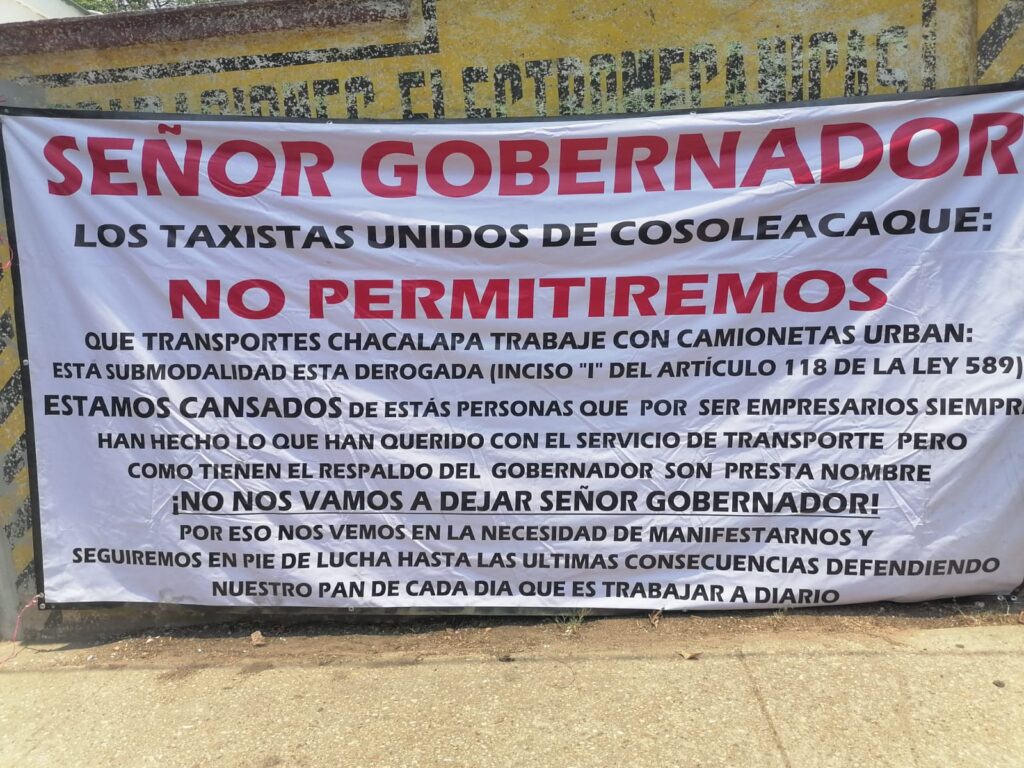 ELECTROMECANICAS
SEÑOR GOBERNADOR
LOS TAXISTAS UNIDOS DE COSOLEACAQUE:
NO PERMITIREMOS
QUE TRANSPORTES CHACALAPA TRABAJE CON CAMIONETAS URBAN:
ESTA SUBMODALIDAD ESTA DEROGADA (INCISO "I" DEL ARTÍCULO 118 DE LA LEY 589)
ESTAMOS CANSADOS DE ESTÁS PERSONAS QUE POR SER EMPRESARIOS SIEMPRE
HAN HECHO LO QUE HAN QUERIDO CON EL SERVICIO DE TRANSPORTE PERO
COMO TIENEN EL RESPALDO DEL GOBERNADOR SON PRESTA NOMBRE
¡NO NOS VAMOS A DEJAR SEÑOR GOBERNADOR!
POR ESO NOS VEMOS EN LA NECESIDAD DE MANIFESTARNOS Y
SEGUIREMOS EN PIE DE LUCHA HASTA LAS ULTIMAS CONSECUENCIAS DEFENDIENDO
NUESTRO PAN DE CADA DIA QUE ES TRABAJAR A DIARIO